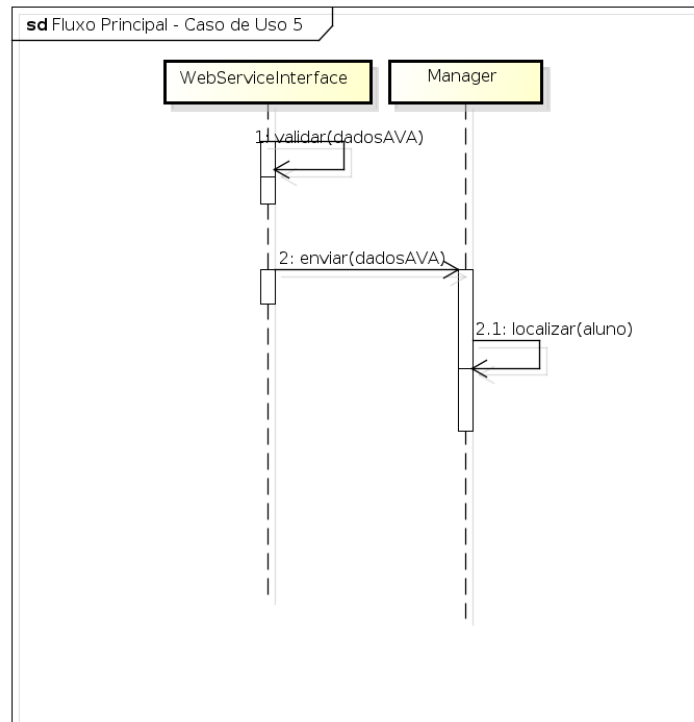 sd Fluxo Principal - Caso de Uso 5
WebServiceInterface
Manager
1: validar(dadosAVA)
2: enviar(dadosAVA)
2.1: localizar(aluno)